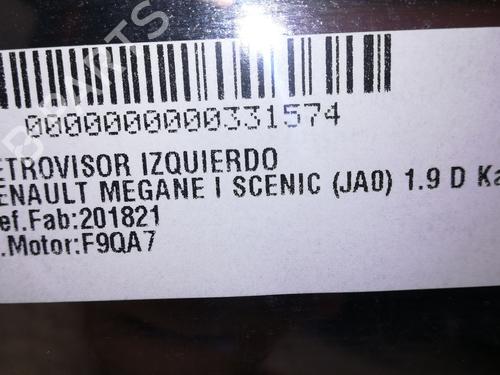 0000000000331574
ETROVISOR IZQUIERDO
ENAULT MEGANE I SCENIC (JA0) 1.9 D Ka
ef.Fab:201821
.Motor:F9QA7